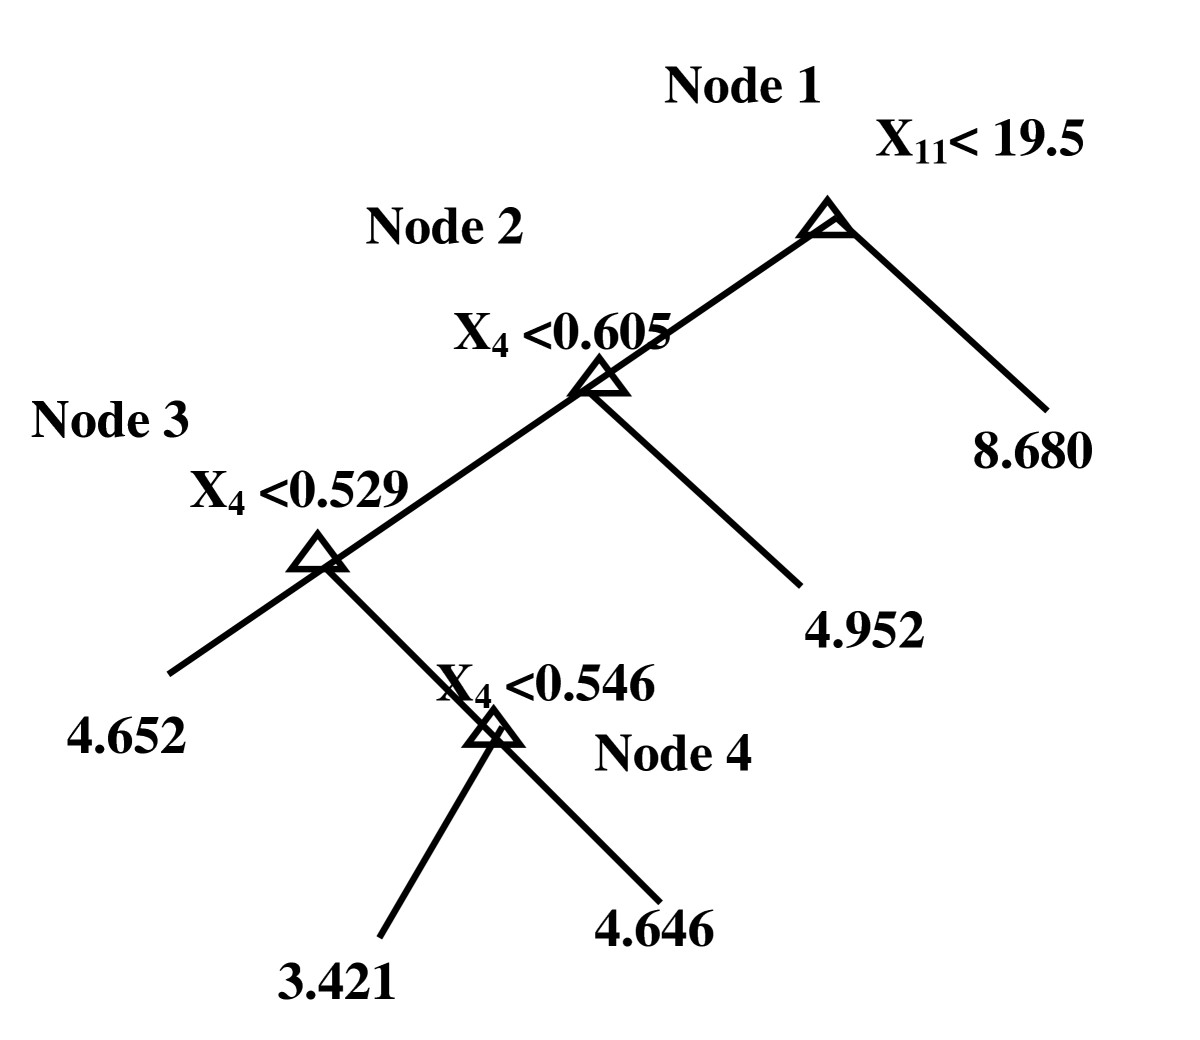 Node 1
X₁₁< 19.5
Node 2
X₄ <0.605
Node 3
8.680
X₄ <0.529
4.952
X₄ <0.546
4.652
Node 4
4.646
3.421